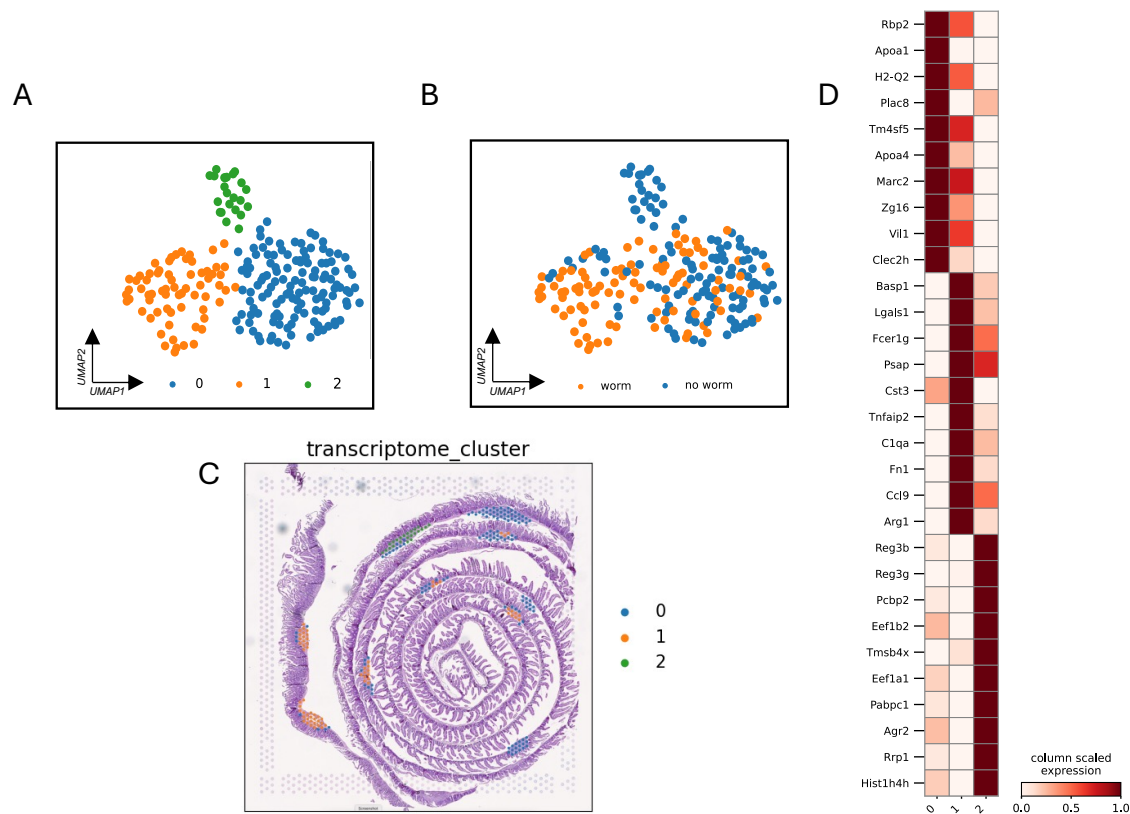 A
B
D
UMAP2
UMAP1
0
1
2
UMAP2
UMAP1
worm
no worm
transcriptome_cluster
C
0
1
2
Rbp2
Apoa1
H2-Q2
Plac8
Tm4sf5
Apoa4
Marc2
Zg16
Vil1
Clec2h
Basp1
Lgals1
Fcer1g
Psap
Cst3
Tnfaip2
C1qa
Fn1
Ccl9
Arg1
Reg3b
Reg3g
Pcbp2
Eef1b2
Tmsb4x
Eef1a1
Pabpc1
Agr2
Rrp1
Hist1h4h
0
1
2
column scaled
expression
0.0
0.5
1.0